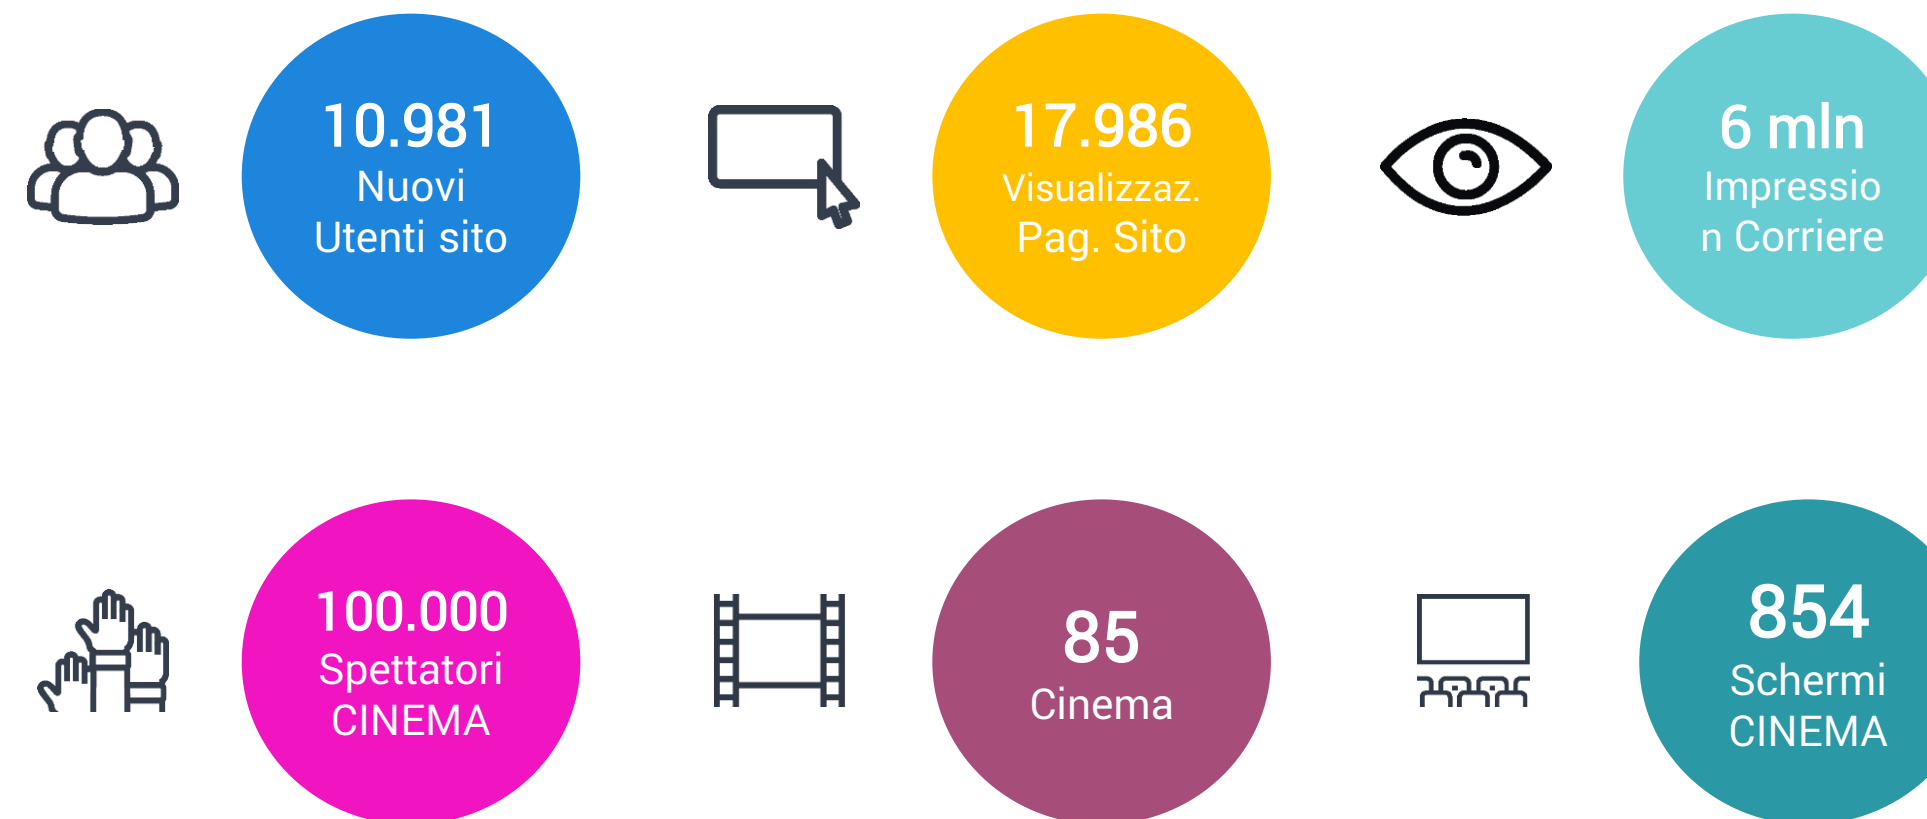 10.981
Nuovi
Utenti sito
17.986
Visualizzaz.
Pag. Sito
6 mln
Impressio
n Corriere
100.000
Spettatori
CINEMA
85
Cinema
854
Schermi
CINEMA